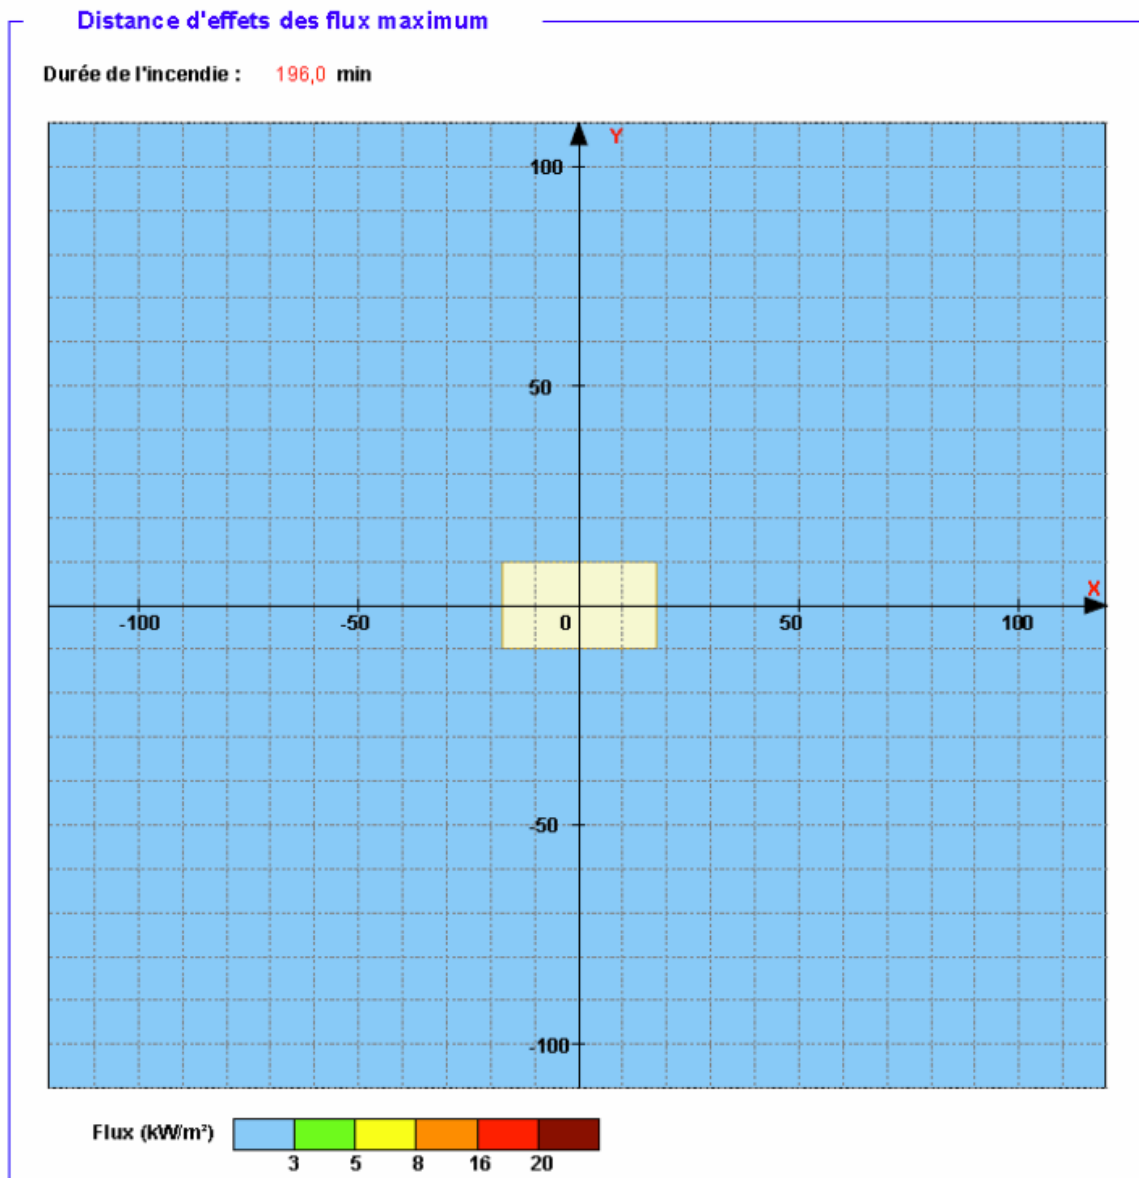 Distance d'effets des flux maximum
Durée de l'incendie : 196,0 min
Y
100
50
X
-100 -50 0 50 100
-50
-100
Flux (kW/m²)
3 5 8 16 20